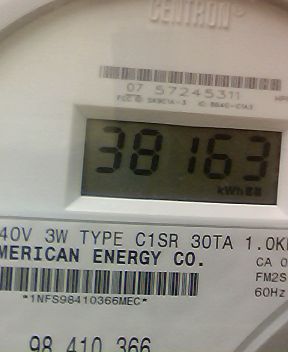 CENTRON®
07 57245311
38163
kWh
40V 3W TYPE C1SR 30TA 1.0K
MERICAN ENERGY CO.
CA 0
FM2S
60Hz
*1NFS98410366MEC*
98 410 366